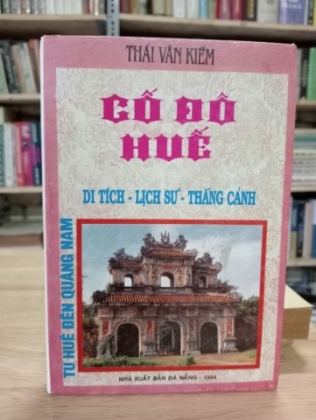 THÁI VĂN KIỂM
CỐ ĐÔ
HUẾ
DI TÍCH - LỊCH SỬ - THẮNG CẢNH
TỪ HUẾ ĐẾN QUẢNG NAM
NHÀ XUẤT BẢN ĐÀ NẴNG - 1994